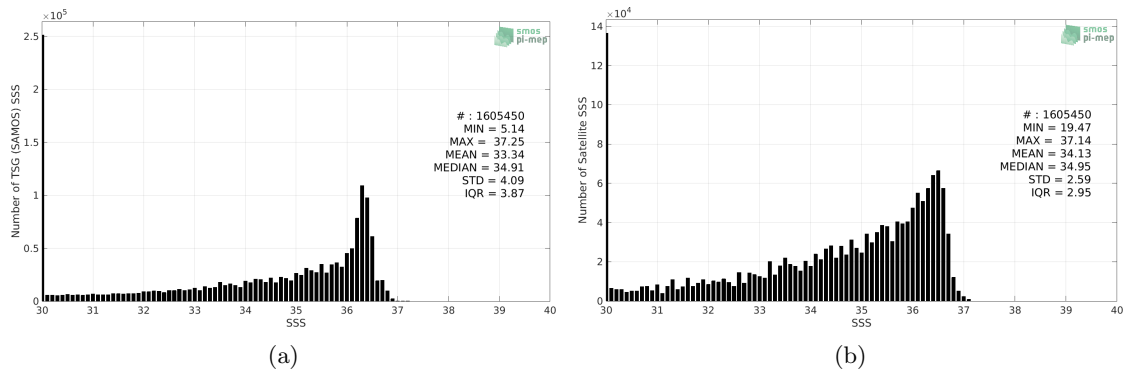 ×10⁵
2.5
2
1.5
1
0.5
0
30 31 32 33 34 35 36 37 38 39 40
SSS
Number of TSG (SAMOS) SSS
smos
pi-mep
# : 1605450
MIN = 5.14
MAX = 37.25
MEAN = 33.34
MEDIAN = 34.91
STD = 4.09
IQR = 3.87
(a)
×10⁴
14
12
10
8
6
4
2
0
30 31 32 33 34 35 36 37 38 39 40
SSS
Number of Satellite SSS
smos
pi-mep
# : 1605450
MIN = 19.47
MAX = 37.14
MEAN = 34.13
MEDIAN = 34.95
STD = 2.59
IQR = 2.95
(b)